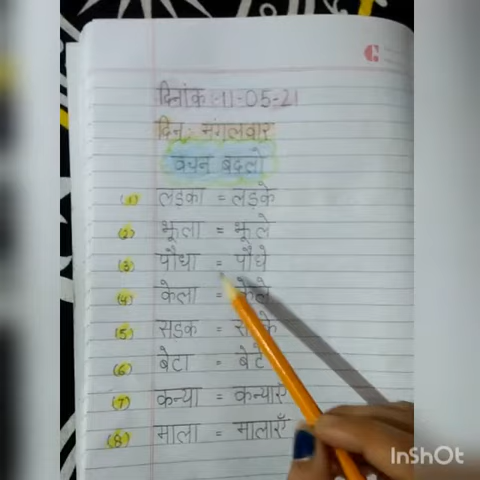 दिनांक :-11-05-21
दिन:- मंगलवार
वचन बदलो
(1) लड़का = लड़के
(2) झूला = झूले
(3) पौधा = पौधे
(4) केला = केले
(5) सड़क =
(6) बेटा = बेटे
(7) कन्या = कन्याएँ
(8) माला = मालाएँ
InShOt